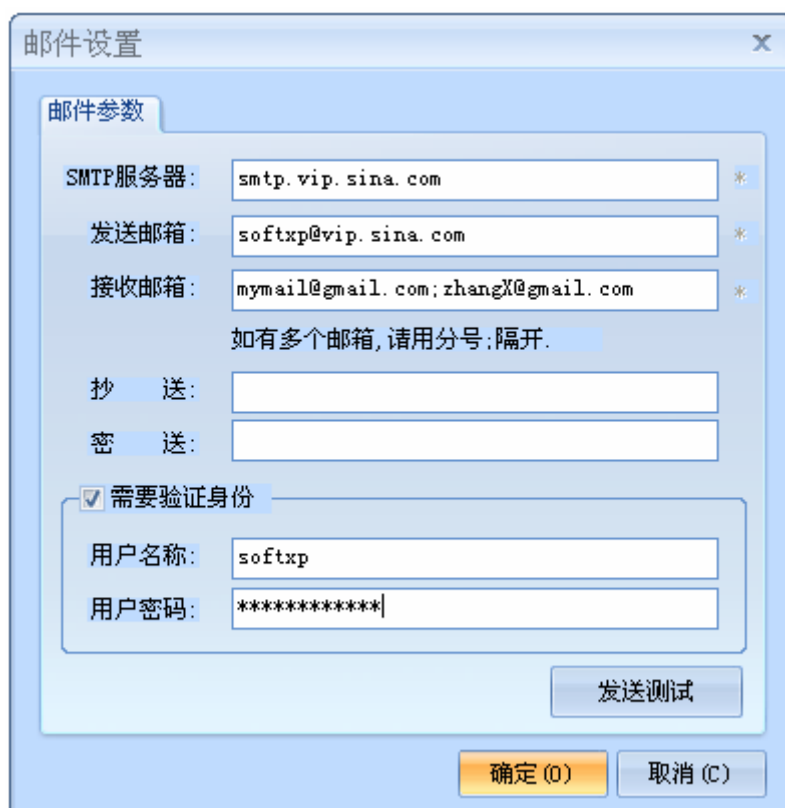 邮件设置
邮件参数
SMTP服务器: smtp.vip.sina.com *
发送邮箱: softxp@vip.sina.com *
接收邮箱: mymail@gmail.com;zhangX@gmail.com *
如有多个邮箱,请用分号;隔开.
抄 送:
密 送:
需要验证身份
用户名称: softxp
用户密码: ************
发送测试
确定(O) 取消(C)